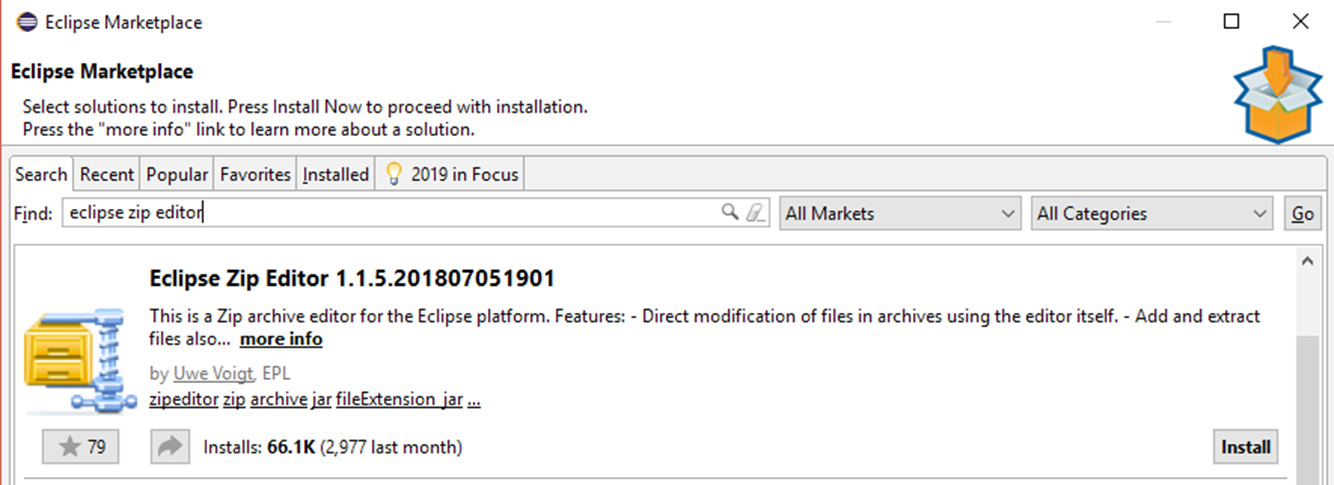 Eclipse Marketplace
Eclipse Marketplace
Select solutions to install. Press Install Now to proceed with installation.
Press the "more info" link to learn more about a solution.
Search Recent Popular Favorites Installed 2019 in Focus
Find: eclipse zip editor All Markets All Categories Go
Eclipse Zip Editor 1.1.5.201807051901
This is a Zip archive editor for the Eclipse platform. Features: - Direct modification of files in archives using the editor itself. - Add and extract
files also... more info
by Uwe Voigt, EPL
zipeditor zip archive jar fileExtension_jar ...
79 Installs: 66.1K (2,977 last month) Install